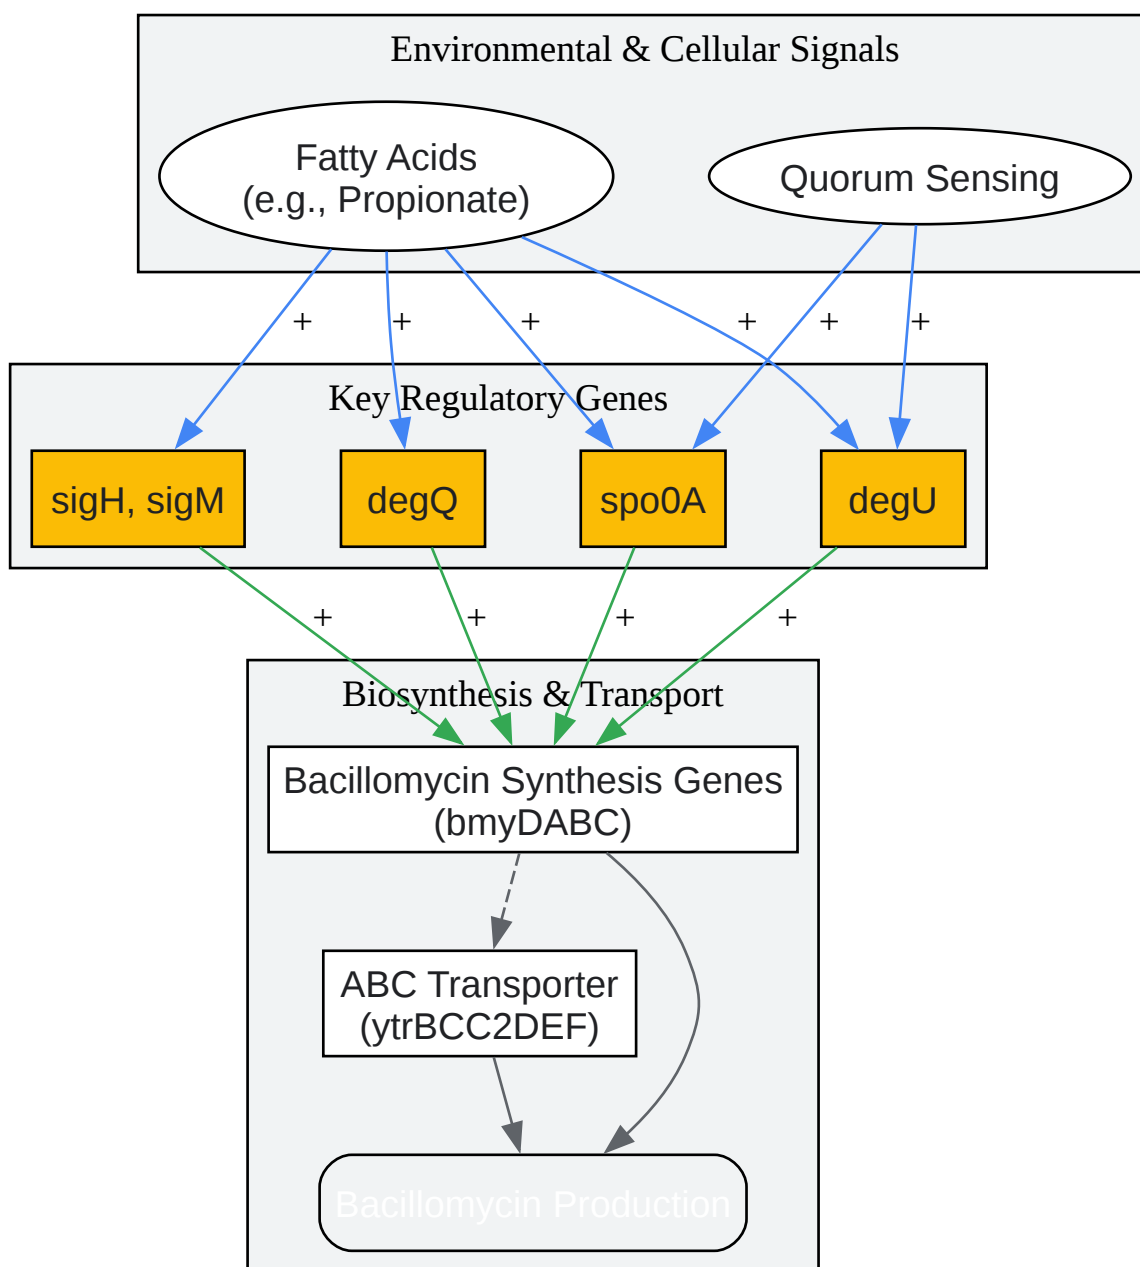 Environmental & Cellular Signals
Fatty Acids
(e.g., Propionate)
Quorum Sensing
+
+
+
+
+
+
Key Regulatory Genes
sigH, sigM
degQ
spo0A
degU
+
+
+
+
Biosynthesis & Transport
Bacillomycin Synthesis Genes
(bmyDABC)
ABC Transporter
(ytrBCC2DEF)
Bacillomycin Production